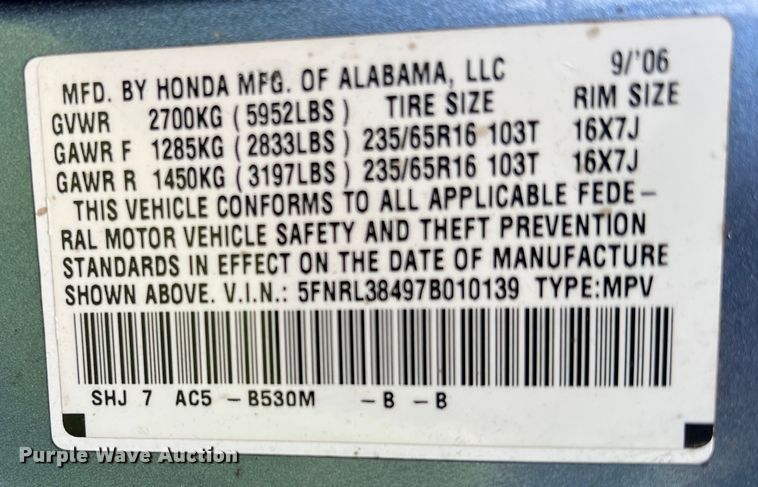 MFD. BY HONDA MFG. OF ALABAMA, LLC 9/'06
GVWR 2700KG (5952LBS) TIRE SIZE RIM SIZE
GAWR F 1285KG (2833LBS) 235/65R16 103T 16X7J
GAWR R 1450KG (3197LBS) 235/65R16 103T 16X7J
THIS VEHICLE CONFORMS TO ALL APPLICABLE FEDE-
RAL MOTOR VEHICLE SAFETY AND THEFT PREVENTION
STANDARDS IN EFFECT ON THE DATE OF MANUFACTURE
SHOWN ABOVE. V.I.N.: 5FNRL38497B010139 TYPE:MPV
SHJ 7 AC5 -B530M -B -B
Purple Wave Auction